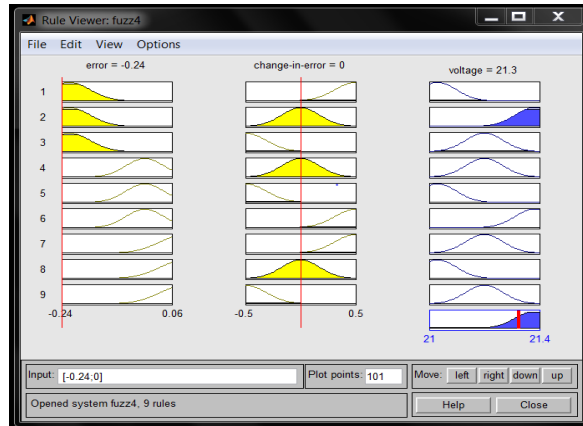 Rule Viewer: fuzz4
File Edit View Options
error = -0.24 change-in-error = 0 voltage = 21.3
1
2
3
4
5
6
7
8
9
-0.24 0.06 -0.5 0.5
21 21.4
Input: [-0.24;0] Plot points: 101 Move: left right down up
Opened system fuzz4, 9 rules Help Close